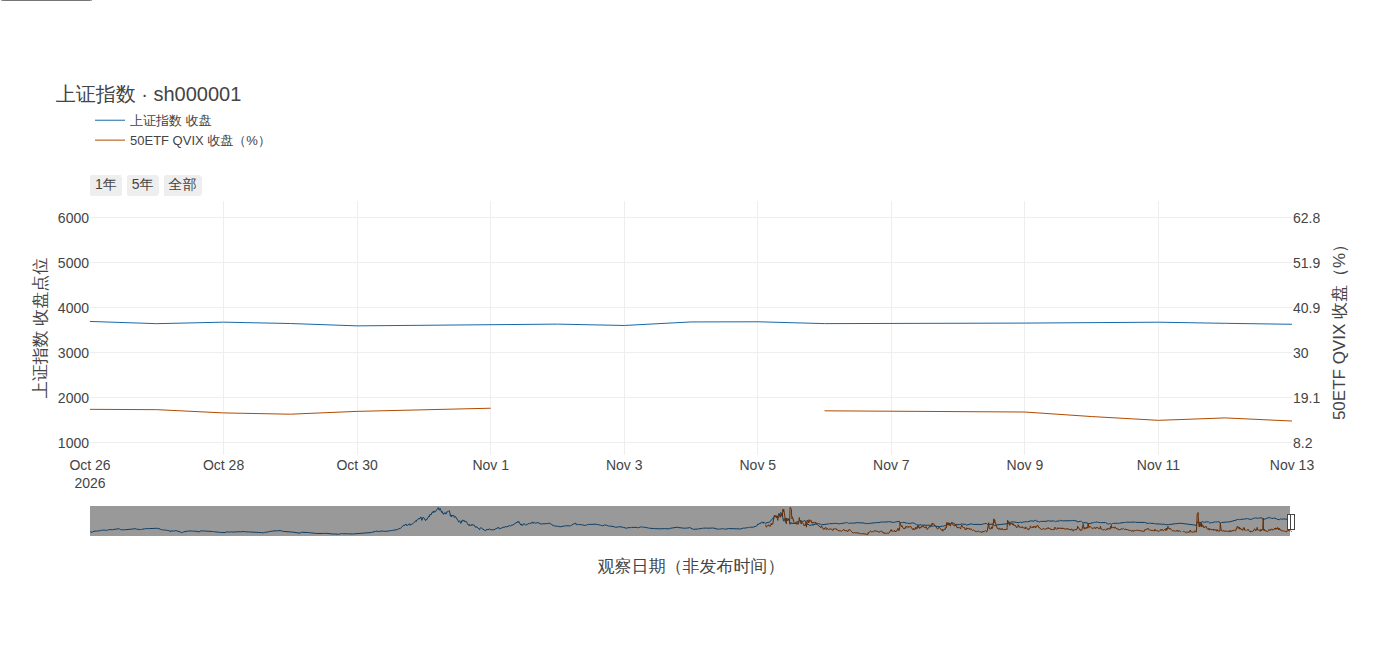 上证指数 · sh000001
上证指数 收盘
50ETF QVIX 收盘（%）
1年 5年 全部
上证指数 收盘点位
6000
5000
4000
3000
2000
1000
62.8
51.9
40.9
30
19.1
8.2
50ETF QVIX 收盘（%）
Oct 26 Oct 28 Oct 30 Nov 1 Nov 3 Nov 5 Nov 7 Nov 9 Nov 11 Nov 13
2026
观察日期（非发布时间）